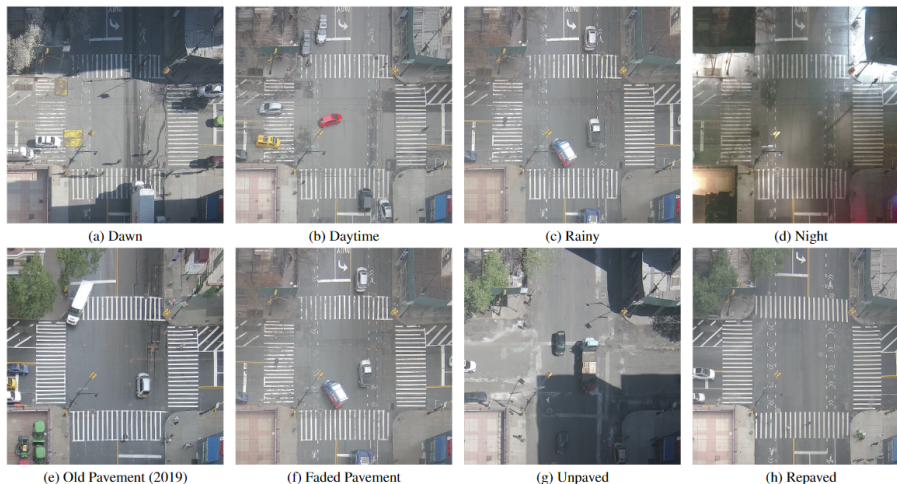 (a) Dawn
(b) Daytime
(c) Rainy
(d) Night
(e) Old Pavement (2019)
(f) Faded Pavement
(g) Unpaved
(h) Repaved